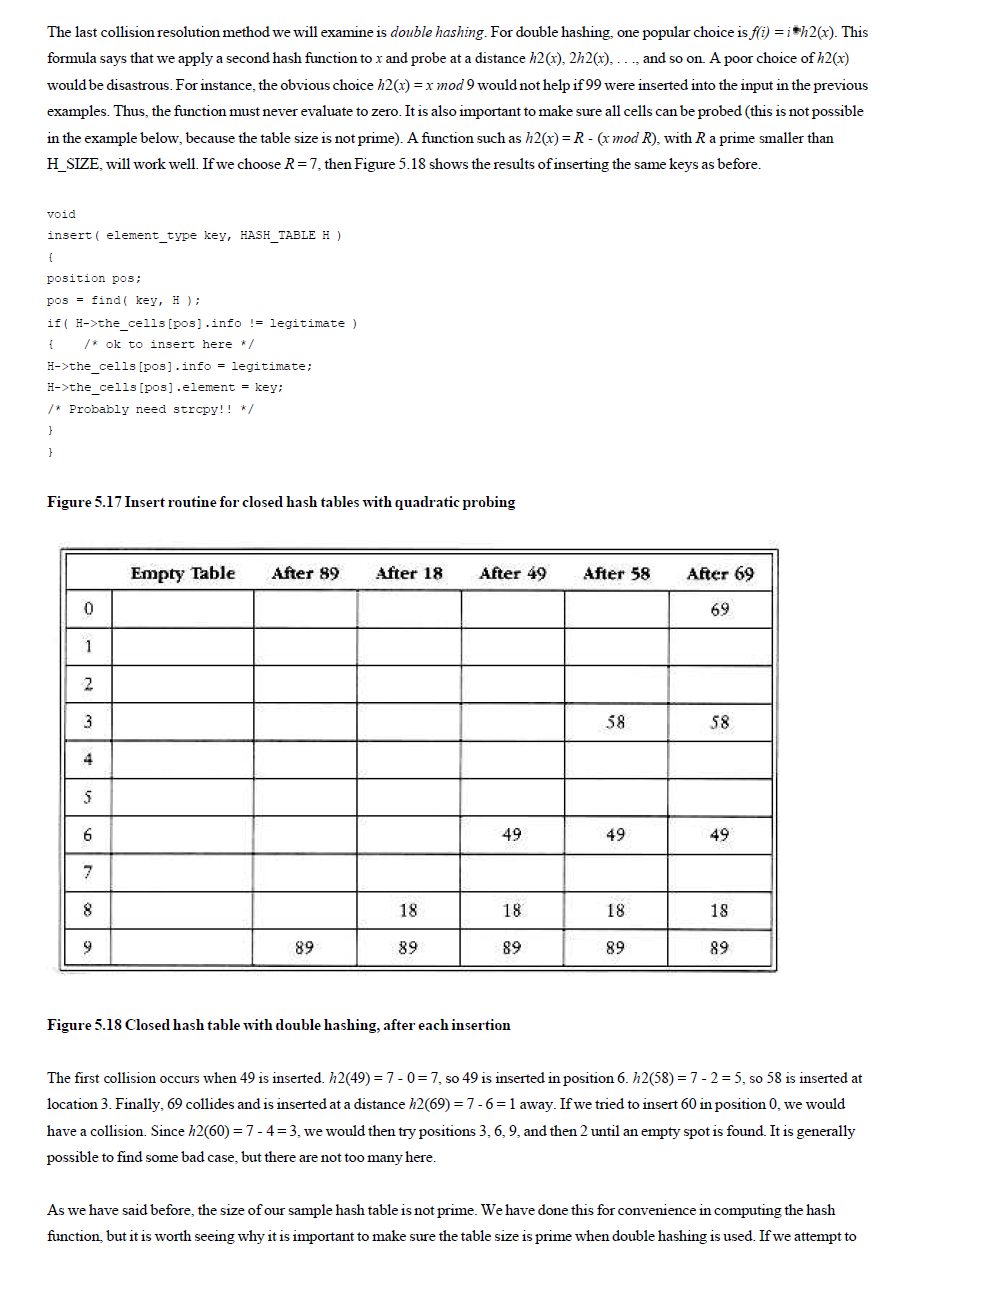 The last collision resolution method we will examine is double hashing. For double hashing, one popular choice is f(i) = i*h2(x). This
formula says that we apply a second hash function to x and probe at a distance h2(x), 2h2(x), . . ., and so on. A poor choice of h2(x)
would be disastrous. For instance, the obvious choice h2(x) = x mod 9 would not help if 99 were inserted into the input in the previous
examples. Thus, the function must never evaluate to zero. It is also important to make sure all cells can be probed (this is not possible
in the example below, because the table size is not prime). A function such as h2(x) = R - (x mod R), with R a prime smaller than
H_SIZE, will work well. If we choose R = 7, then Figure 5.18 shows the results of inserting the same keys as before.
void
insert( element_type key, HASH_TABLE H )
{
position pos;
pos = find( key, H );
if( H->the_cells[pos].info != legitimate )
{ /* ok to insert here */
H->the_cells[pos].info = legitimate;
H->the_cells[pos].element = key;
/* Probably need strcpy!! */
}
}
Figure 5.17 Insert routine for closed hash tables with quadratic probing
Empty Table After 89 After 18 After 49 After 58 After 69
0 69
1
2
3 58 58
4
5
6 49 49 49
7
8 18 18 18 18
9 89 89 89 89 89
Figure 5.18 Closed hash table with double hashing, after each insertion
The first collision occurs when 49 is inserted. h2(49) = 7 - 0 = 7, so 49 is inserted in position 6. h2(58) = 7 - 2 = 5, so 58 is inserted at
location 3. Finally, 69 collides and is inserted at a distance h2(69) = 7 - 6 = 1 away. If we tried to insert 60 in position 0, we would
have a collision. Since h2(60) = 7 - 4 = 3, we would then try positions 3, 6, 9, and then 2 until an empty spot is found. It is generally
possible to find some bad case, but there are not too many here.
As we have said before, the size of our sample hash table is not prime. We have done this for convenience in computing the hash
function, but it is worth seeing why it is important to make sure the table size is prime when double hashing is used. If we attempt to